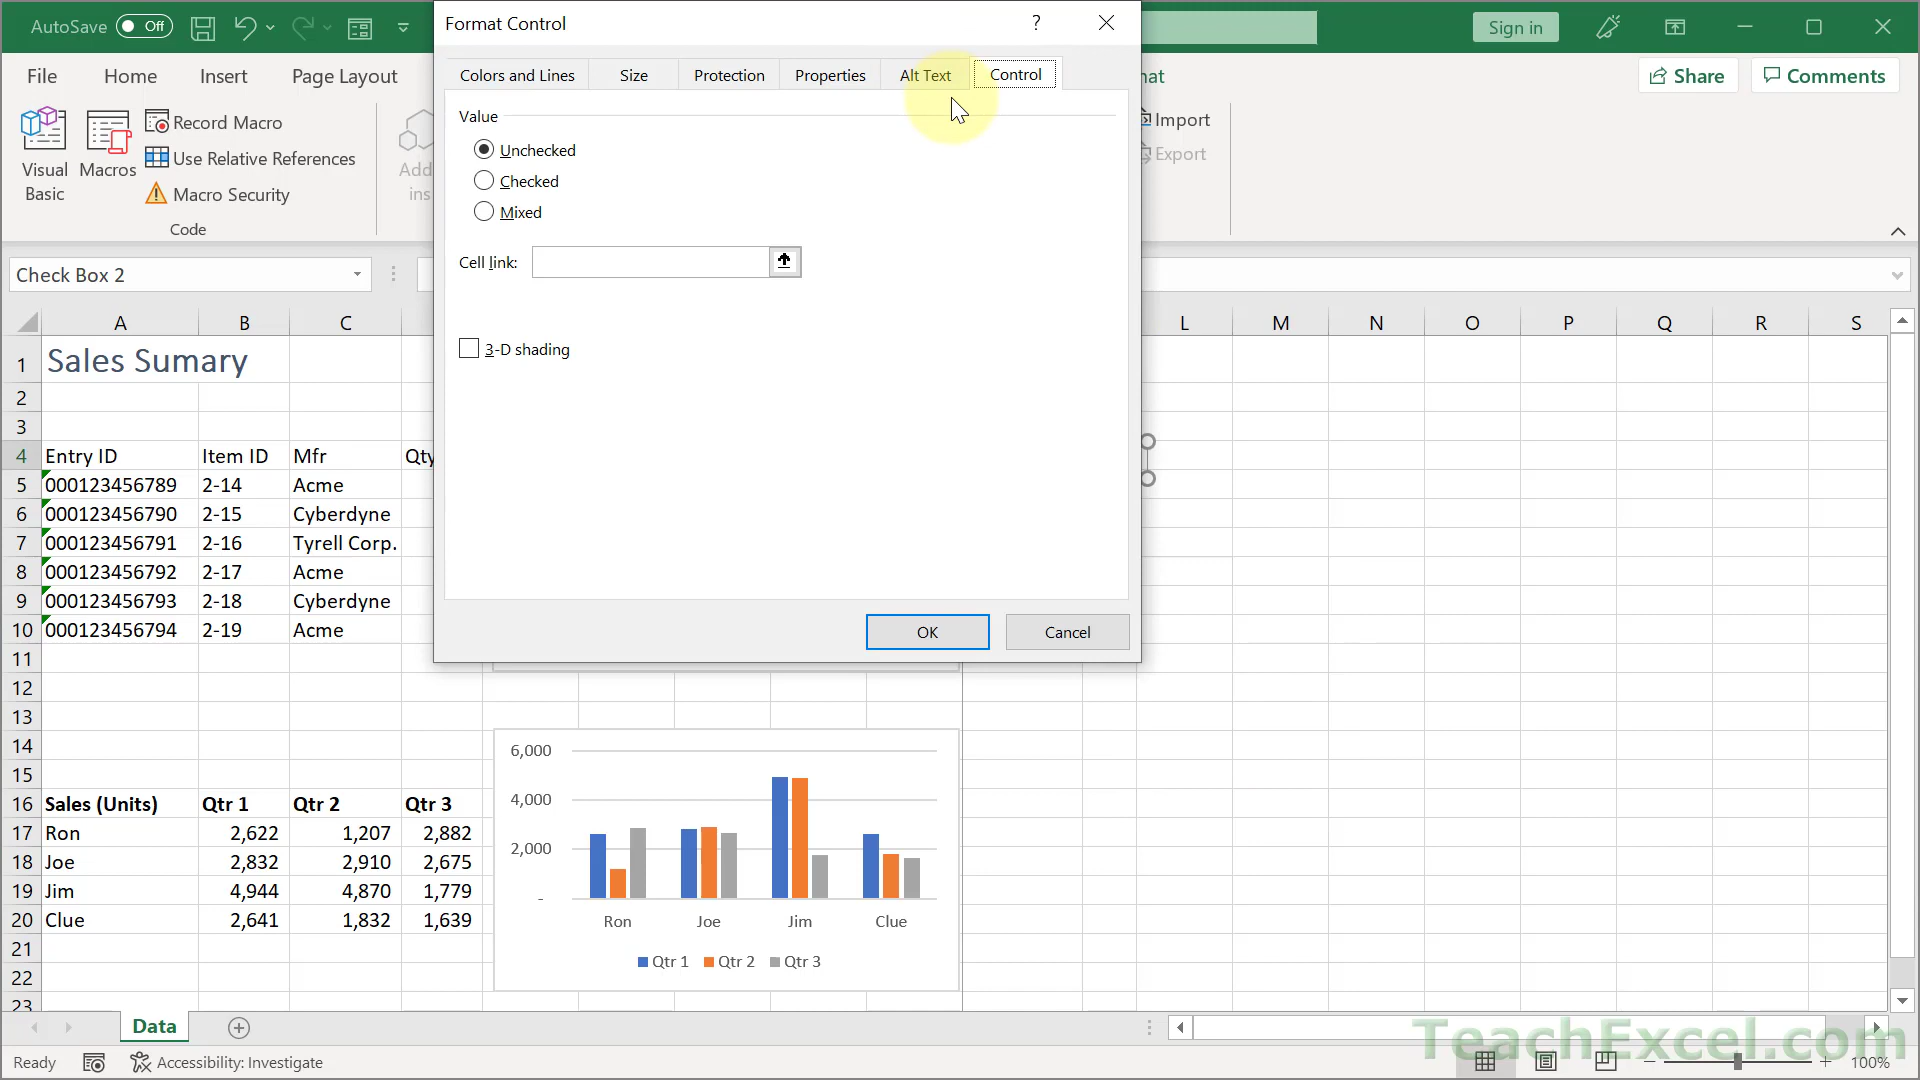 AutoSave Off
Format Control
?
Sign in
File Home Insert Page Layout
Colors and Lines Size Protection Properties Alt Text Control
mat
Share
Comments
Visual Basic
Macros
Record Macro
Use Relative References
Macro Security
Code
Add
ins
Import
Export
Value
Unchecked
Checked
Mixed
Cell link:
3-D shading
OK Cancel
Check Box 2
A B C L M N O P Q R S
1 Sales Sumary
2
3
4 Entry ID Item ID Mfr Qty
5 000123456789 2-14 Acme
6 000123456790 2-15 Cyberdyne
7 000123456791 2-16 Tyrell Corp.
8 000123456792 2-17 Acme
9 000123456793 2-18 Cyberdyne
10 000123456794 2-19 Acme
11
12
13
14
15
16 Sales (Units) Qtr 1 Qtr 2 Qtr 3
17 Ron 2,622 1,207 2,882
18 Joe 2,832 2,910 2,675
19 Jim 4,944 4,870 1,779
20 Clue 2,641 1,832 1,639
21
22
23
6,000
4,000
2,000
-
Ron Joe Jim Clue
Qtr 1 Qtr 2 Qtr 3
Data
TeachExcel.com
Ready
Accessibility: Investigate
100%